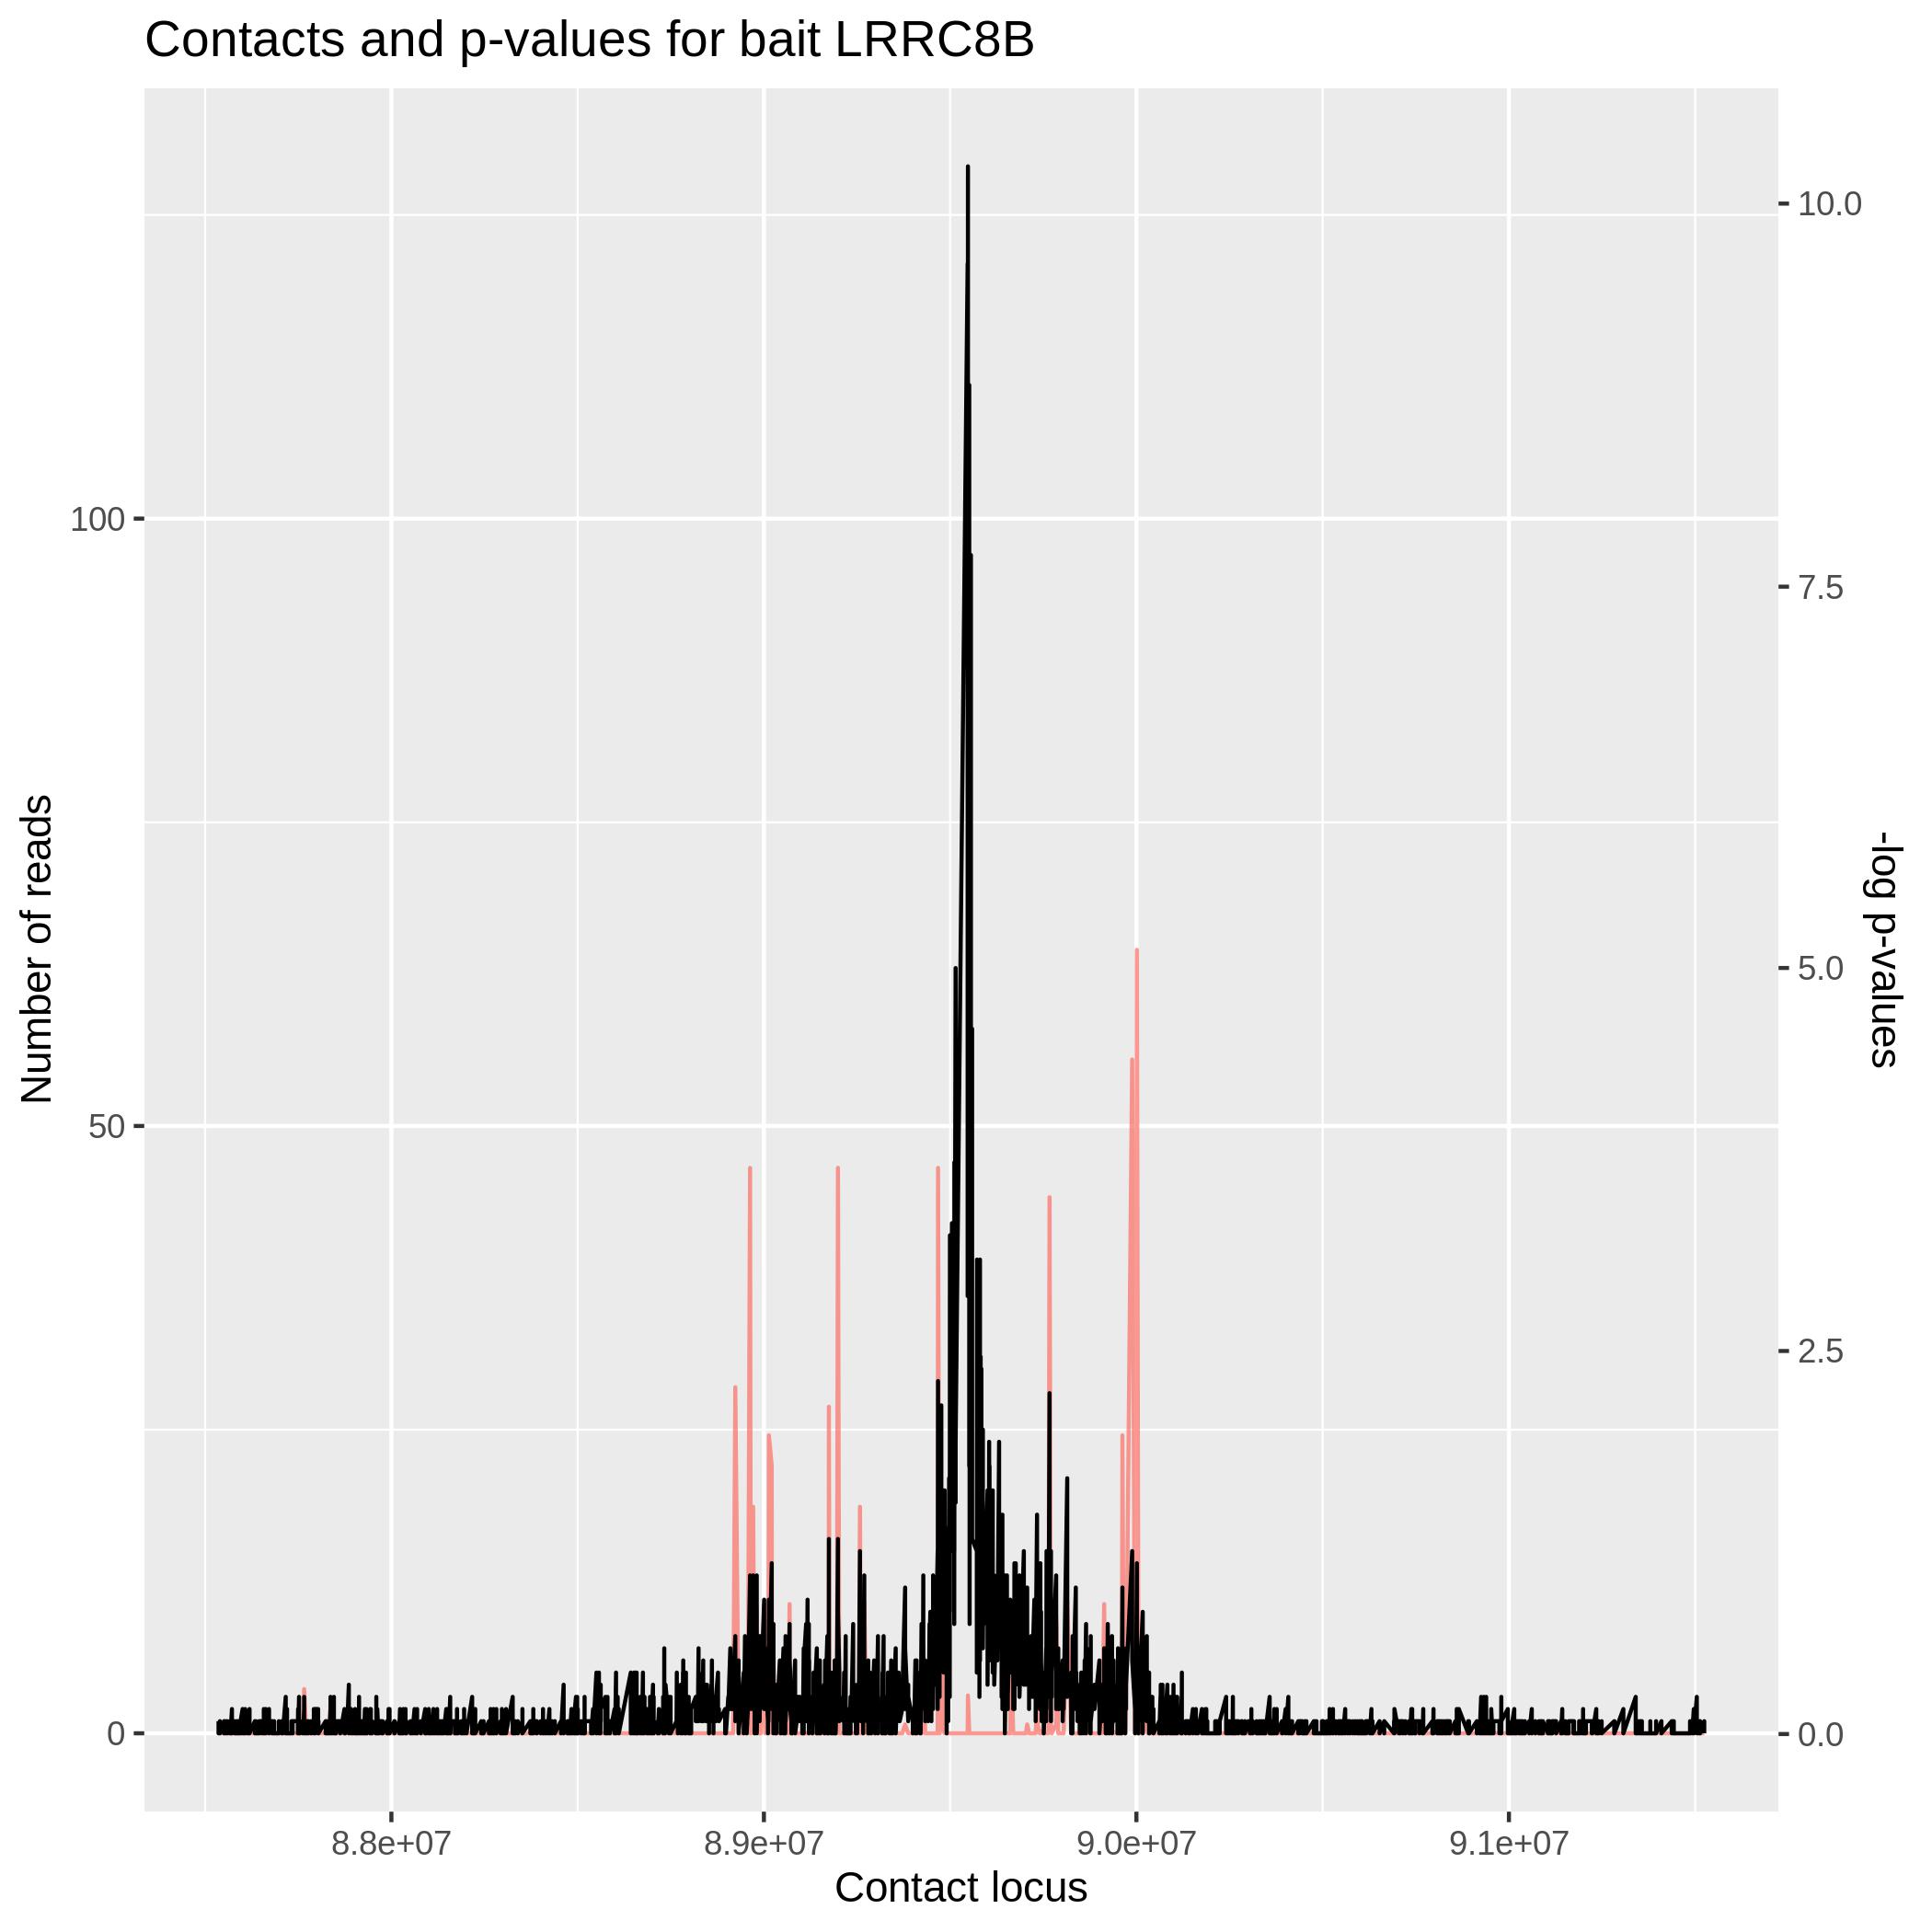 Contacts and p-values for bait LRRC8B
Number of reads
100
50
0
10.0
7.5
5.0
2.5
0.0
-log p-values
8.8e+07
8.9e+07
9.0e+07
9.1e+07
Contact locus